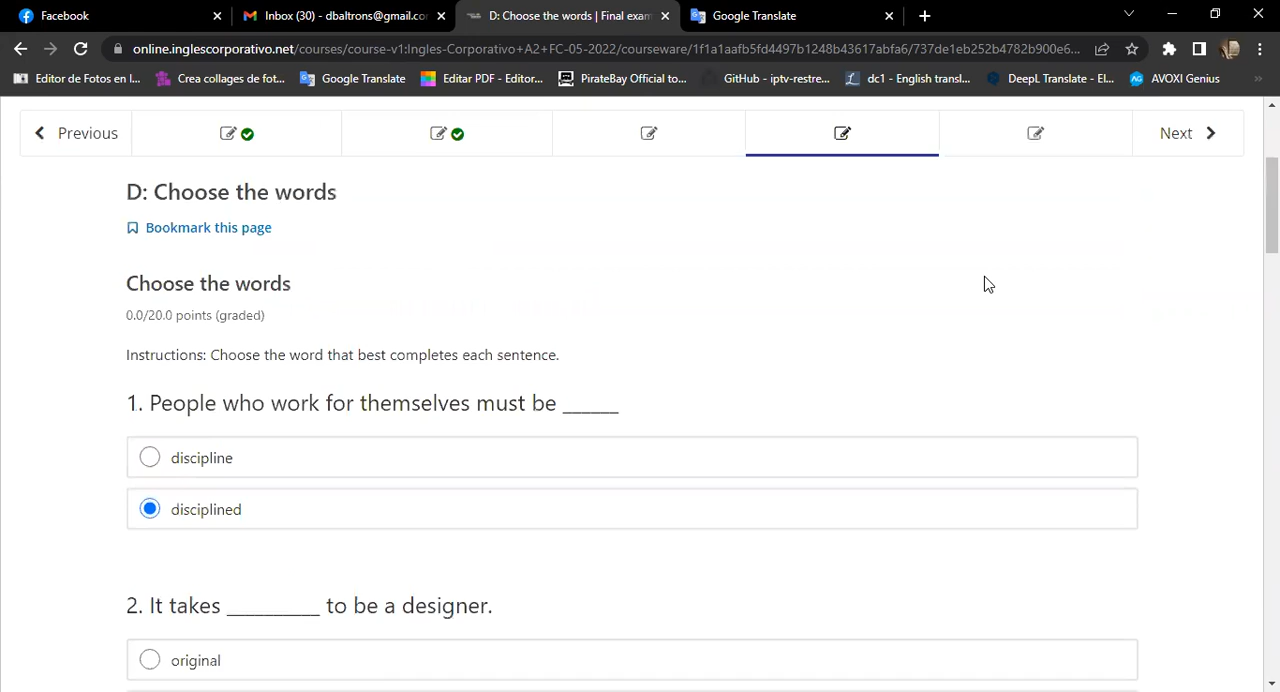 Facebook
Inbox (30) - dbaltrons@gmail.co
D: Choose the words | Final exam
Google Translate
online.inglescorporativo.net/courses/course-v1:Ingles-Corporativo+A2+FC-05-2022/courseware/1f1a1aafb5fd4497b1248b43617abfa6/737de1eb252b4782b900e6...
Editor de Fotos en l...
Crea collages de fot...
Google Translate
Editar PDF - Editor...
PirateBay Official to...
GitHub - iptv-restre...
dc1 - English transl...
DeepL Translate - El...
AVOXI Genius
»
Previous
Next
D: Choose the words
Bookmark this page
Choose the words
0.0/20.0 points (graded)
Instructions: Choose the word that best completes each sentence.
1. People who work for themselves must be ______
discipline
disciplined
2. It takes __________ to be a designer.
original